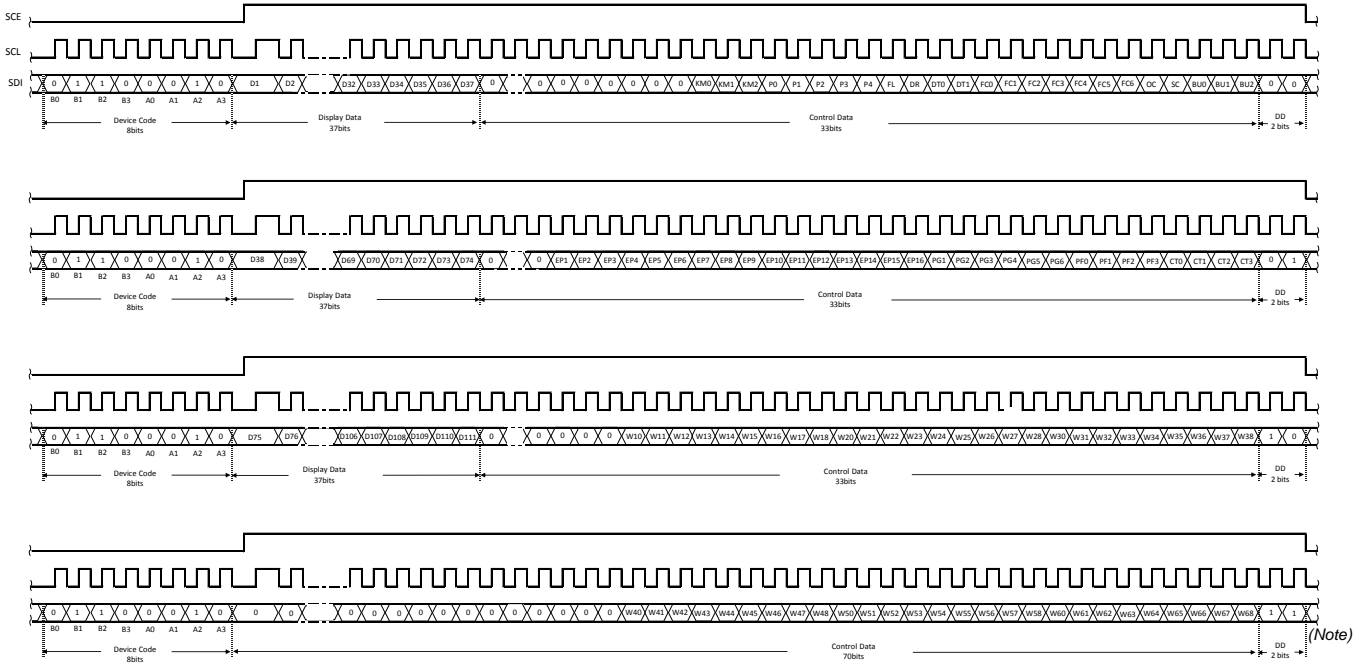 SCE
SCL
SDI 0 1 1 0 0 0 1 0 D1 D2 D32 D33 D34 D35 D36 D37 0 0 0 0 0 0 0 0 KM0 KM1 KM2 P0 P1 P2 P3 P4 FL DR DT0 DT1 FC0 FC1 FC2 FC3 FC4 FC5 FC6 OC SC BU0 BU1 BU2 0 0
B0 B1 B2 B3 A0 A1 A2 A3
Device Code Display Data Control Data DD
8bits 37bits 33bits 2 bits
0 1 1 0 0 0 1 0 D38 D39 D69 D70 D71 D72 D73 D74 0 0 EP1 EP2 EP3 EP4 EP5 EP6 EP7 EP8 EP9 EP10 EP11 EP12 EP13 EP14 EP15 EP16 PG1 PG2 PG3 PG4 PG5 PG6 PF0 PF1 PF2 PF3 CT0 CT1 CT2 CT3 0 1
B0 B1 B2 B3 A0 A1 A2 A3
Device Code Display Data Control Data DD
8bits 37bits 33bits 2 bits
0 1 1 0 0 0 1 0 D75 D76 D106 D107 D108 D109 D110 D111 0 0 0 0 0 W10 W11 W12 W13 W14 W15 W16 W17 W18 W20 W21 W22 W23 W24 W25 W26 W27 W28 W30 W31 W32 W33 W34 W35 W36 W37 W38 1 0
B0 B1 B2 B3 A0 A1 A2 A3
Device Code Display Data Control Data DD
8bits 37bits 33bits 2 bits
0 1 1 0 0 0 1 0 0 0 0 0 0 0 0 0 0 0 0 0 0 0 W40 W41 W42 W43 W44 W45 W46 W47 W48 W50 W51 W52 W53 W54 W55 W56 W57 W58 W60 W61 W62 W63 W64 W65 W66 W67 W68 1 1
B0 B1 B2 B3 A0 A1 A2 A3
(Note)
Device Code Control Data DD
8bits 70bits 2 bits